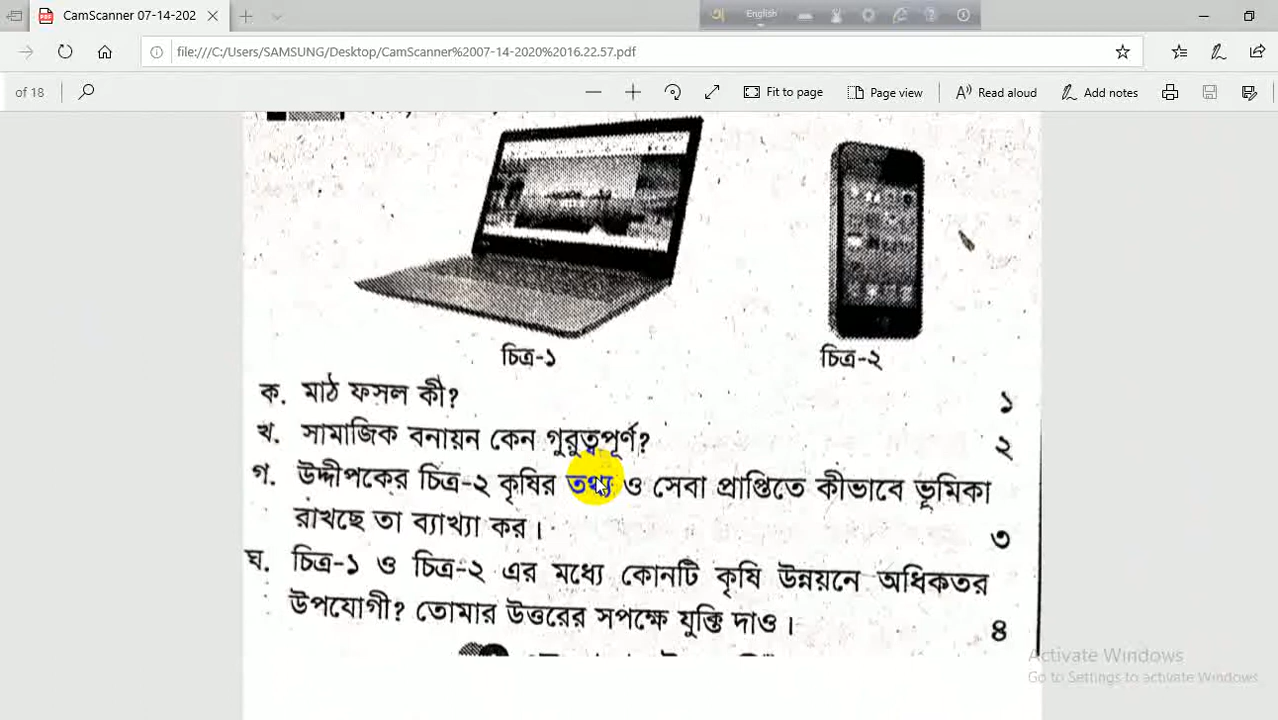 CamScanner 07-14-202
English
file:///C:/Users/SAMSUNG/Desktop/CamScanner%2007-14-2020%2016.22.57.pdf
of 18
Fit to page
Page view
Read aloud
Add notes
চিত্র-১
চিত্র-২
ক. মাঠ ফসল কী? ১
খ. সামাজিক বনায়ন কেন গুরুত্বপূর্ণ? ২
গ. উদ্দীপকের চিত্র-২ কৃষির তথ্য ও সেবা প্রাপ্তিতে কীভাবে ভূমিকা
রাখছে তা ব্যাখ্যা কর। ৩
ঘ. চিত্র-১ ও চিত্র-২ এর মধ্যে কোনটি কৃষি উন্নয়নে অধিকতর
উপযোগী? তোমার উত্তরের সপক্ষে যুক্তি দাও। ৪
Activate Windows
Go to Settings to activate Windows.